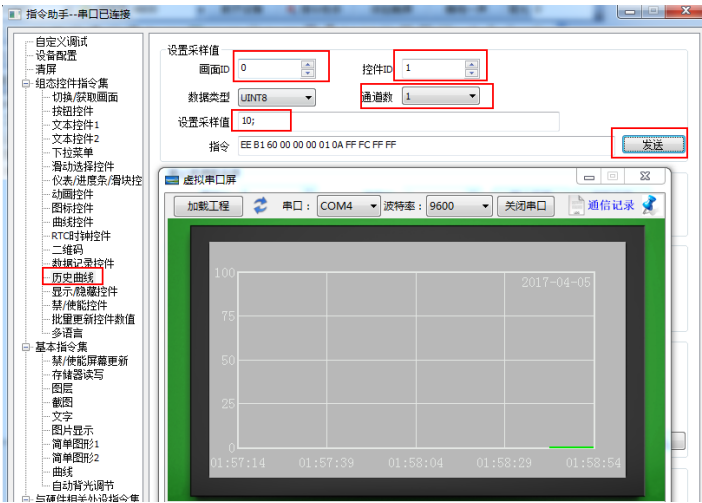 指令助手--串口已连接
自定义调试
设备配置
清屏
组态控件指令集
切换/获取画面
按钮控件
文本控件1
文本控件2
下拉菜单
滑动选择控件
仪表/进度条/滑块控
动画控件
图标控件
曲线控件
RTC时钟控件
二维码
数据记录控件
历史曲线
显示/隐藏控件
禁/使能控件
批量更新控件数值
多语言
基本指令集
禁/使能屏幕更新
存储器读写
图层
截图
文字
图片显示
简单图形1
简单图形2
曲线
自动背光调节
与硬件相关外设指令集
设置采样值
画面ID 0 控件ID 1
数据类型 UINT8 通道数 1
设置采样值 10;
指令 EE B1 60 00 00 00 01 0A FF FC FF FF 发送
虚拟串口屏
加载工程 串口： COM4 波特率： 9600 关闭串口 通信记录
2017-04-05
100
75
50
25
0
01:57:14 01:57:39 01:58:04 01:58:29 01:58:54